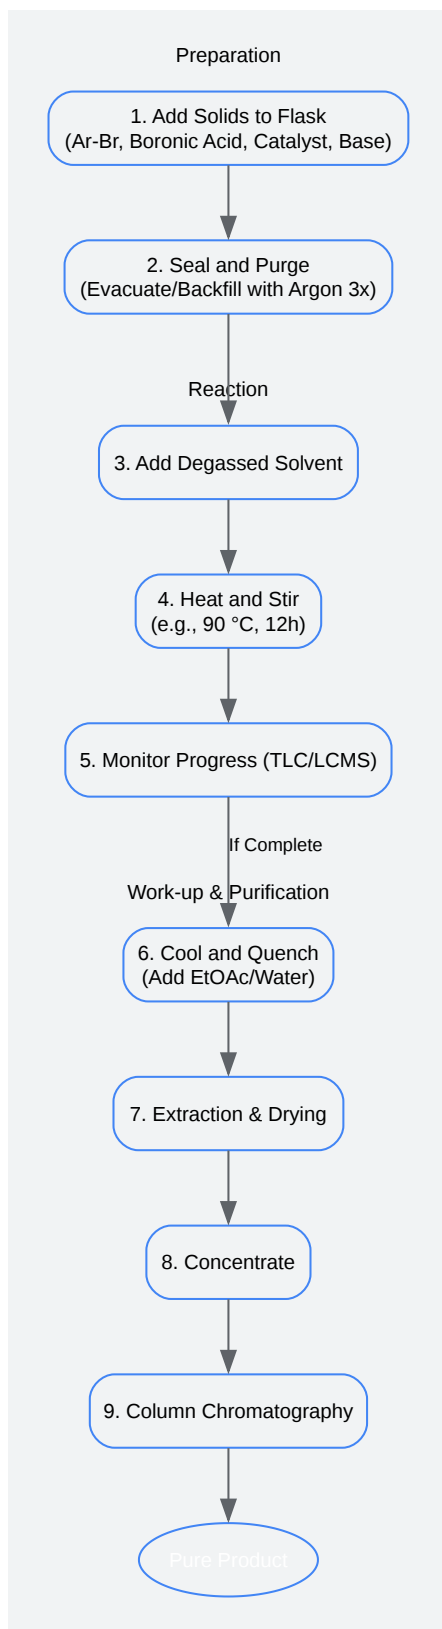 Preparation
1. Add Solids to Flask
(Ar-Br, Boronic Acid, Catalyst, Base)
2. Seal and Purge
(Evacuate/Backfill with Argon 3x)
Reaction
3. Add Degassed Solvent
4. Heat and Stir
(e.g., 90 °C, 12h)
5. Monitor Progress (TLC/LCMS)
If Complete
Work-up & Purification
6. Cool and Quench
(Add EtOAc/Water)
7. Extraction & Drying
8. Concentrate
9. Column Chromatography
Pure Product